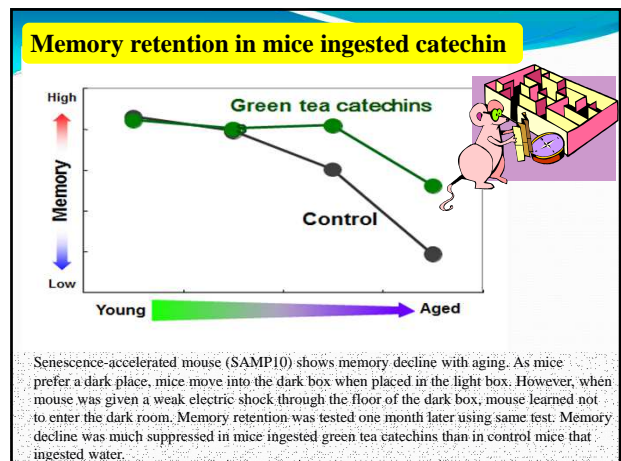 Memory retention in mice ingested catechin
High
Green tea catechins
Memory
Control
Low
Young
Aged
Senescence-accelerated mouse (SAMP10) shows memory decline with aging. As mice
prefer a dark place, mice move into the dark box when placed in the light box. However, when
mouse was given a weak electric shock through the floor of the dark box, mouse learned not
to enter the dark room. Memory retention was tested one month later using same test. Memory
decline was much suppressed in mice ingested green tea catechins than in control mice that
ingested water.